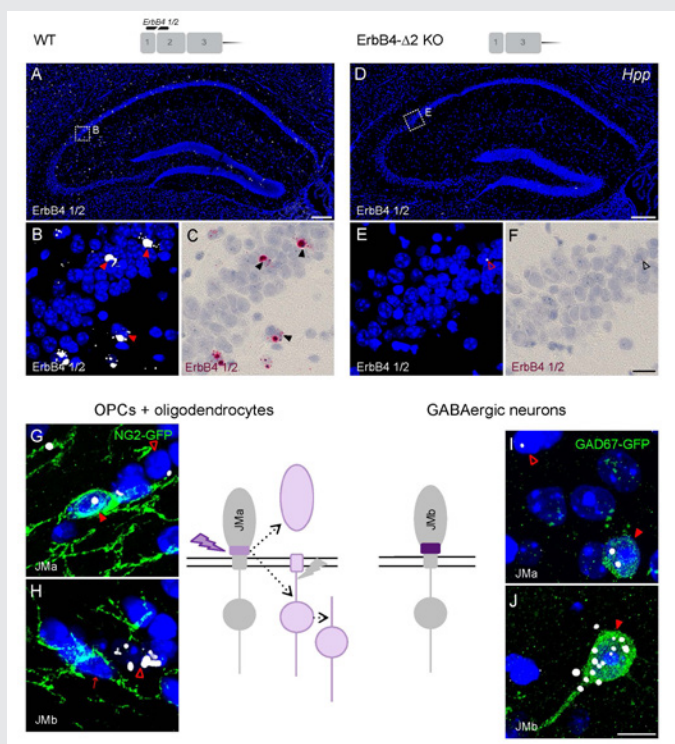 WT
ErbB4 1/2
1 2 3
ErbB4-Δ2 KO
1 3
A
B
ErbB4 1/2
D
Hpp
E
ErbB4 1/2
B
ErbB4 1/2
C
ErbB4 1/2
E
ErbB4 1/2
F
ErbB4 1/2
OPCs + oligodendrocytes
GABAergic neurons
G
NG2-GFP
JMa
H
JMb
JMa
JMb
I
GAD67-GFP
JMa
J
JMb